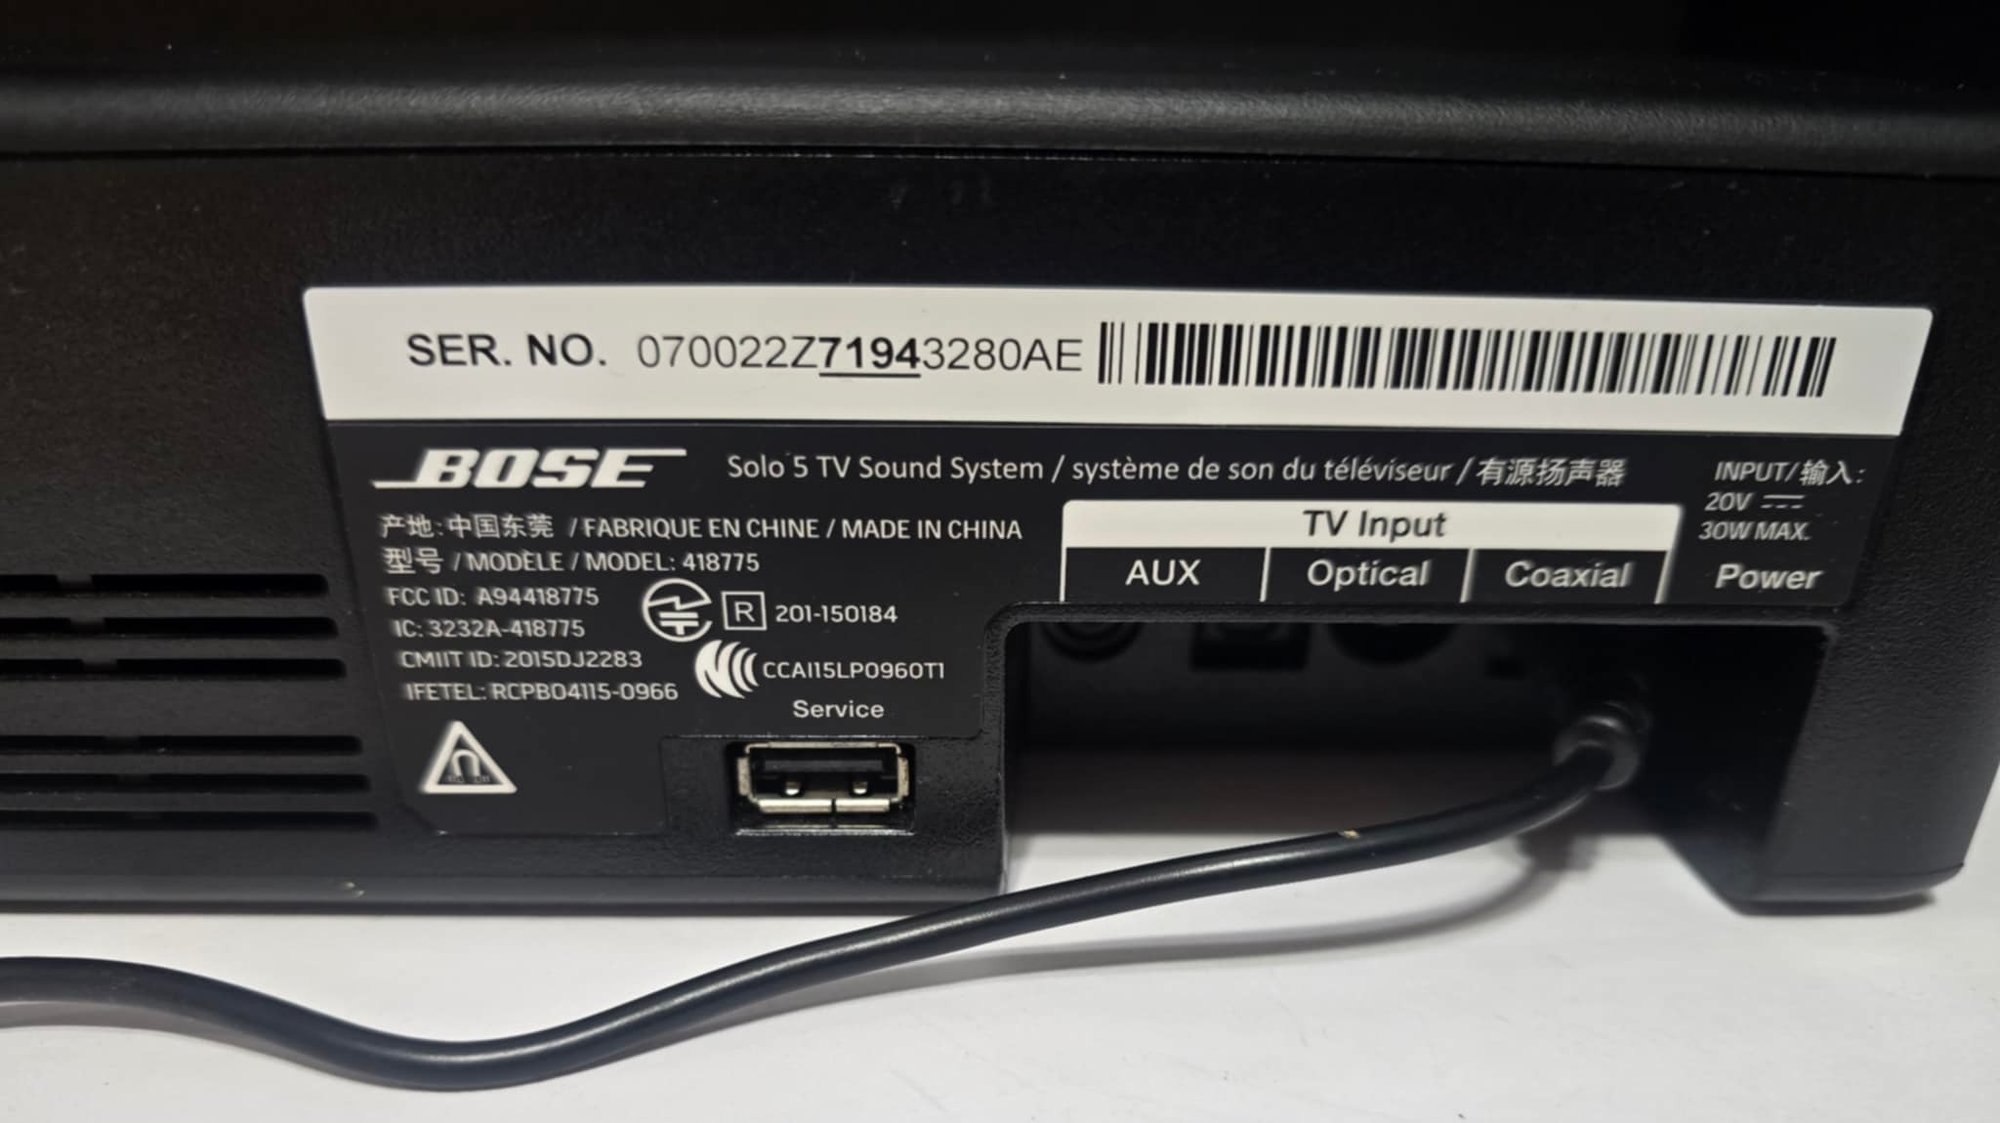 SER. NO. 070022Z71943280AE
BOSE Solo 5 TV Sound System / système de son du téléviseur / 有源扬声器
产地:中国东莞 / FABRIQUE EN CHINE / MADE IN CHINA
型号 / MODÈLE / MODEL: 418775
FCC ID: A94418775
IC: 3232A-418775
CMIIT ID: 2015DJ2283
IFETEL: RCPBO4115-0966
R 201-150184
CCAI15LP0960T1
Service
TV Input
AUX Optical Coaxial
INPUT/输入:
20V
30W MAX.
Power